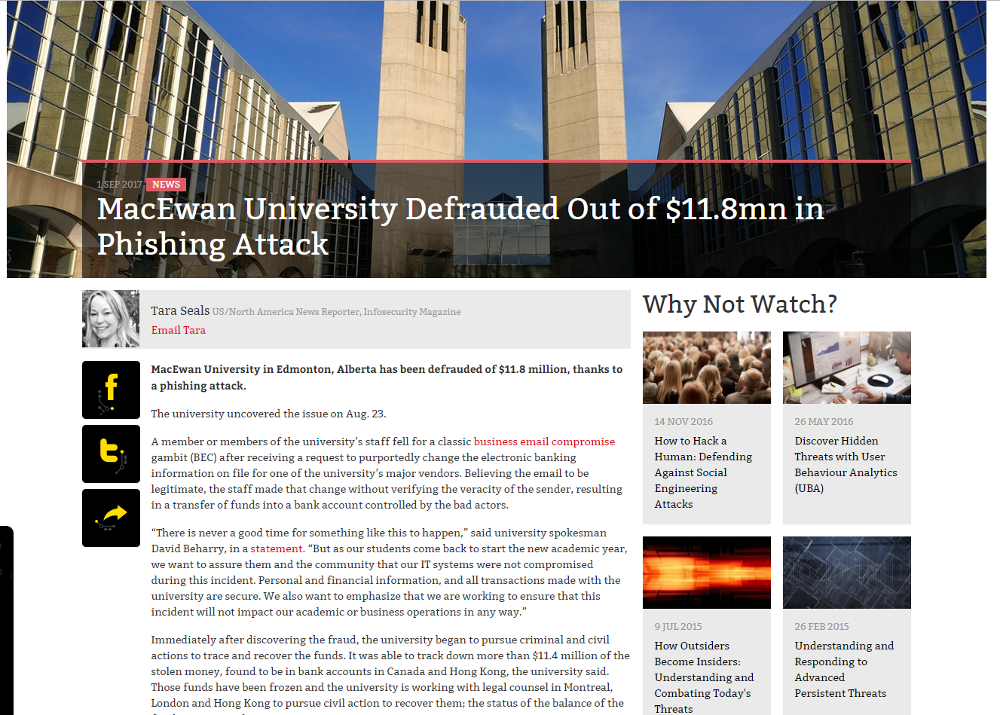 1 SEP 2017 NEWS
MacEwan University Defrauded Out of $11.8mn in
Phishing Attack
Tara Seals US/North America News Reporter, Infosecurity Magazine
Email Tara
MacEwan University in Edmonton, Alberta has been defrauded of $11.8 million, thanks to
a phishing attack.
The university uncovered the issue on Aug. 23.
A member or members of the university’s staff fell for a classic business email compromise
gambit (BEC) after receiving a request to purportedly change the electronic banking
information on file for one of the university’s major vendors. Believing the email to be
legitimate, the staff made that change without verifying the veracity of the sender, resulting
in a transfer of funds into a bank account controlled by the bad actors.
“There is never a good time for something like this to happen,” said university spokesman
David Beharry, in a statement. “But as our students come back to start the new academic year,
we want to assure them and the community that our IT systems were not compromised
during this incident. Personal and financial information, and all transactions made with the
university are secure. We also want to emphasize that we are working to ensure that this
incident will not impact our academic or business operations in any way.”
Immediately after discovering the fraud, the university began to pursue criminal and civil
actions to trace and recover the funds. It was able to track down more than $11.4 million of the
stolen money, found to be in bank accounts in Canada and Hong Kong, the university said.
Those funds have been frozen and the university is working with legal counsel in Montreal,
London and Hong Kong to pursue civil action to recover them; the status of the balance of the
Why Not Watch?
14 NOV 2016
How to Hack a
Human: Defending
Against Social
Engineering
Attacks
26 MAY 2016
Discover Hidden
Threats with User
Behaviour Analytics
(UBA)
9 JUL 2015
How Outsiders
Become Insiders:
Understanding and
Combating Today's
Threats
26 FEB 2015
Understanding and
Responding to
Advanced
Persistent Threats